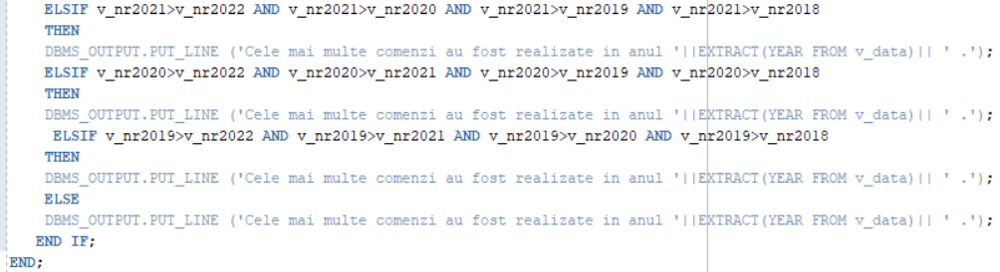 ELSIF v_nr2021>v_nr2022 AND v_nr2021>v_nr2020 AND v_nr2021>v_nr2019 AND v_nr2021>v_nr2018
THEN
DBMS_OUTPUT.PUT_LINE ('Cele mai multe comenzi au fost realizate in anul '||EXTRACT(YEAR FROM v_data)|| ' .');
ELSIF v_nr2020>v_nr2022 AND v_nr2020>v_nr2021 AND v_nr2020>v_nr2019 AND v_nr2020>v_nr2018
THEN
DBMS_OUTPUT.PUT_LINE ('Cele mai multe comenzi au fost realizate in anul '||EXTRACT(YEAR FROM v_data)|| ' .');
ELSIF v_nr2019>v_nr2022 AND v_nr2019>v_nr2021 AND v_nr2019>v_nr2020 AND v_nr2019>v_nr2018
THEN
DBMS_OUTPUT.PUT_LINE ('Cele mai multe comenzi au fost realizate in anul '||EXTRACT(YEAR FROM v_data)|| ' .');
ELSE
DBMS_OUTPUT.PUT_LINE ('Cele mai multe comenzi au fost realizate in anul '||EXTRACT(YEAR FROM v_data)|| ' .');
END IF;
END;